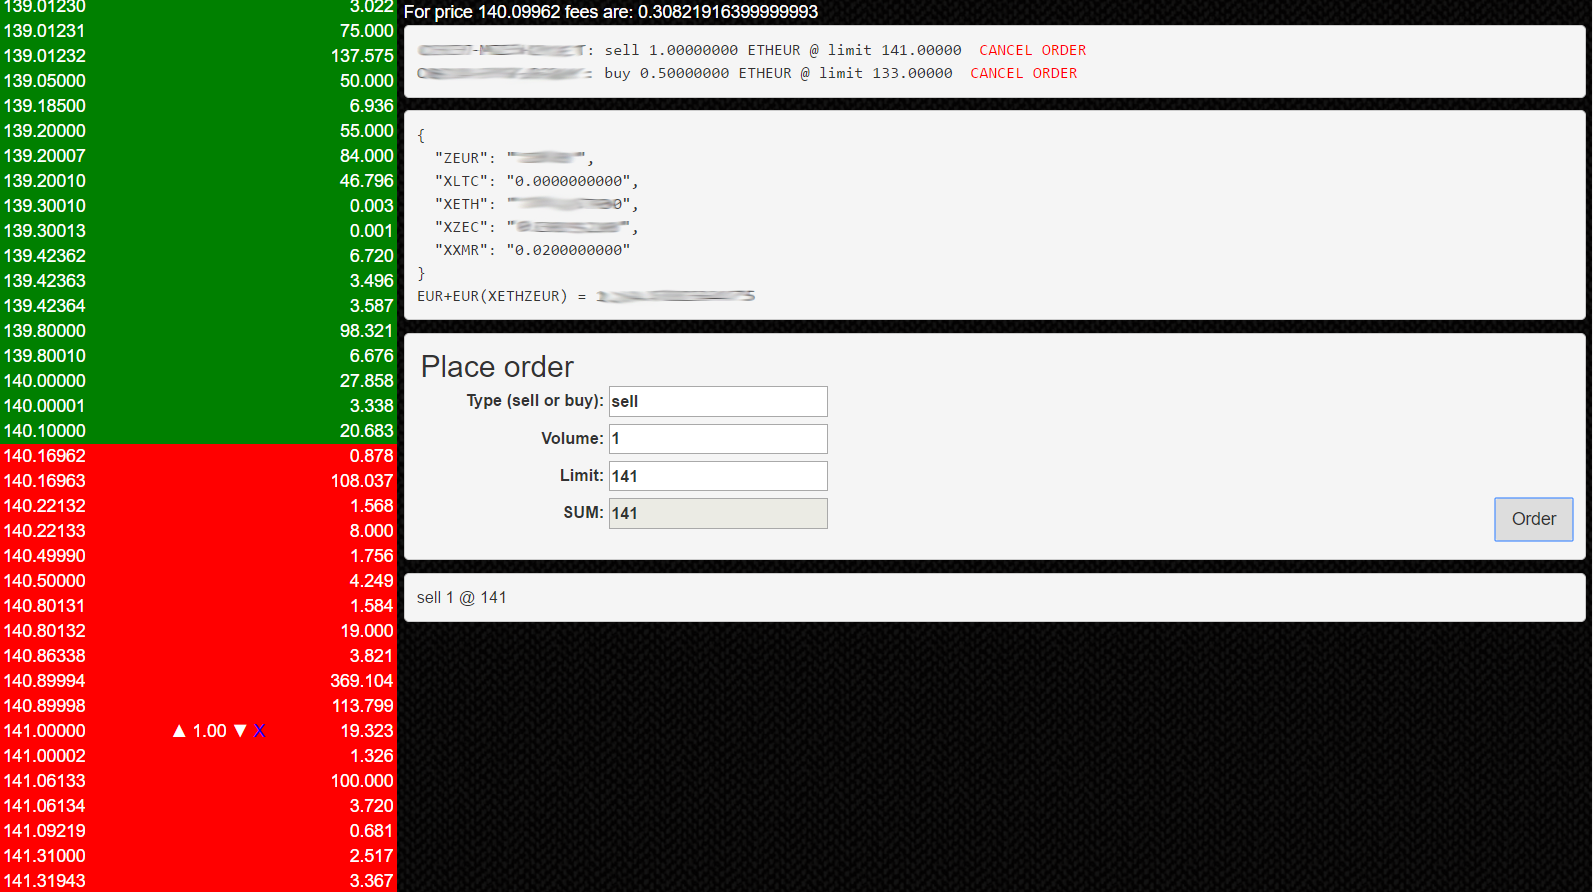 139.01230 3.022
139.01231 75.000
139.01232 137.575
139.05000 50.000
139.18500 6.936
139.20000 55.000
139.20007 84.000
139.20010 46.796
139.30010 0.003
139.30013 0.001
139.42362 6.720
139.42363 3.496
139.42364 3.587
139.80000 98.321
139.80010 6.676
140.00000 27.858
140.00001 3.338
140.10000 20.683
140.16962 0.878
140.16963 108.037
140.22132 1.568
140.22133 8.000
140.49990 1.756
140.50000 4.249
140.80131 1.584
140.80132 19.000
140.86338 3.821
140.89994 369.104
140.89998 113.799
141.00000 ▲ 1.00 ▼ X 19.323
141.00002 1.326
141.06133 100.000
141.06134 3.720
141.09219 0.681
141.31000 2.517
141.31943 3.367
For price 140.09962 fees are: 0.30821916399999993
: sell 1.00000000 ETHEUR @ limit 141.00000 CANCEL ORDER
: buy 0.50000000 ETHEUR @ limit 133.00000 CANCEL ORDER
{
"ZEUR": "",
"XLTC": "0.0000000000",
"XETH": "",
"XZEC": "",
"XXMR": "0.0200000000"
}
EUR+EUR(XETHZEUR) =
Place order
Type (sell or buy): sell
Volume: 1
Limit: 141
SUM: 141
Order
sell 1 @ 141